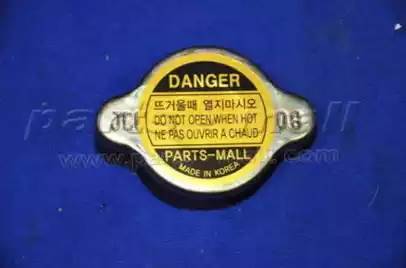 DANGER
뜨거울때 열지마시오
DO NOT OPEN WHEN HOT
NE PAS OUVRIR A CHAUD
PARTS-MALL
MADE IN KOREA